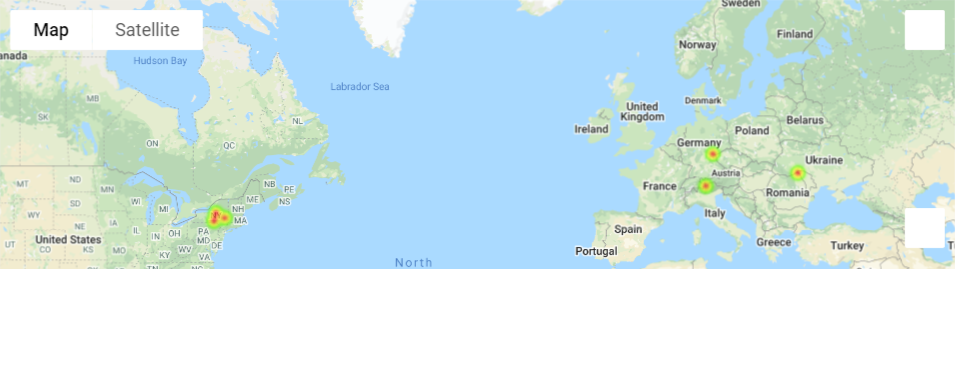 Map
Satellite
Sweden
Finland
Norway
anada
Hudson Bay
Labrador Sea
MB
SK
NL
ON
QC
United
Kingdom
Denmark
Ireland
Belarus
Poland
Germany
Ukraine
Austria
France
Romania
MT
ND
MN
NB
PE
NS
ME
WI
MI
SD
WY
NH
MA
NE
IA
IL
IN
OH
PA
MD
DE
United States
UT
CO
KS
MO
KY
WV
VA
TN
NC
Italy
Spain
Portugal
Greece
Turkey
North